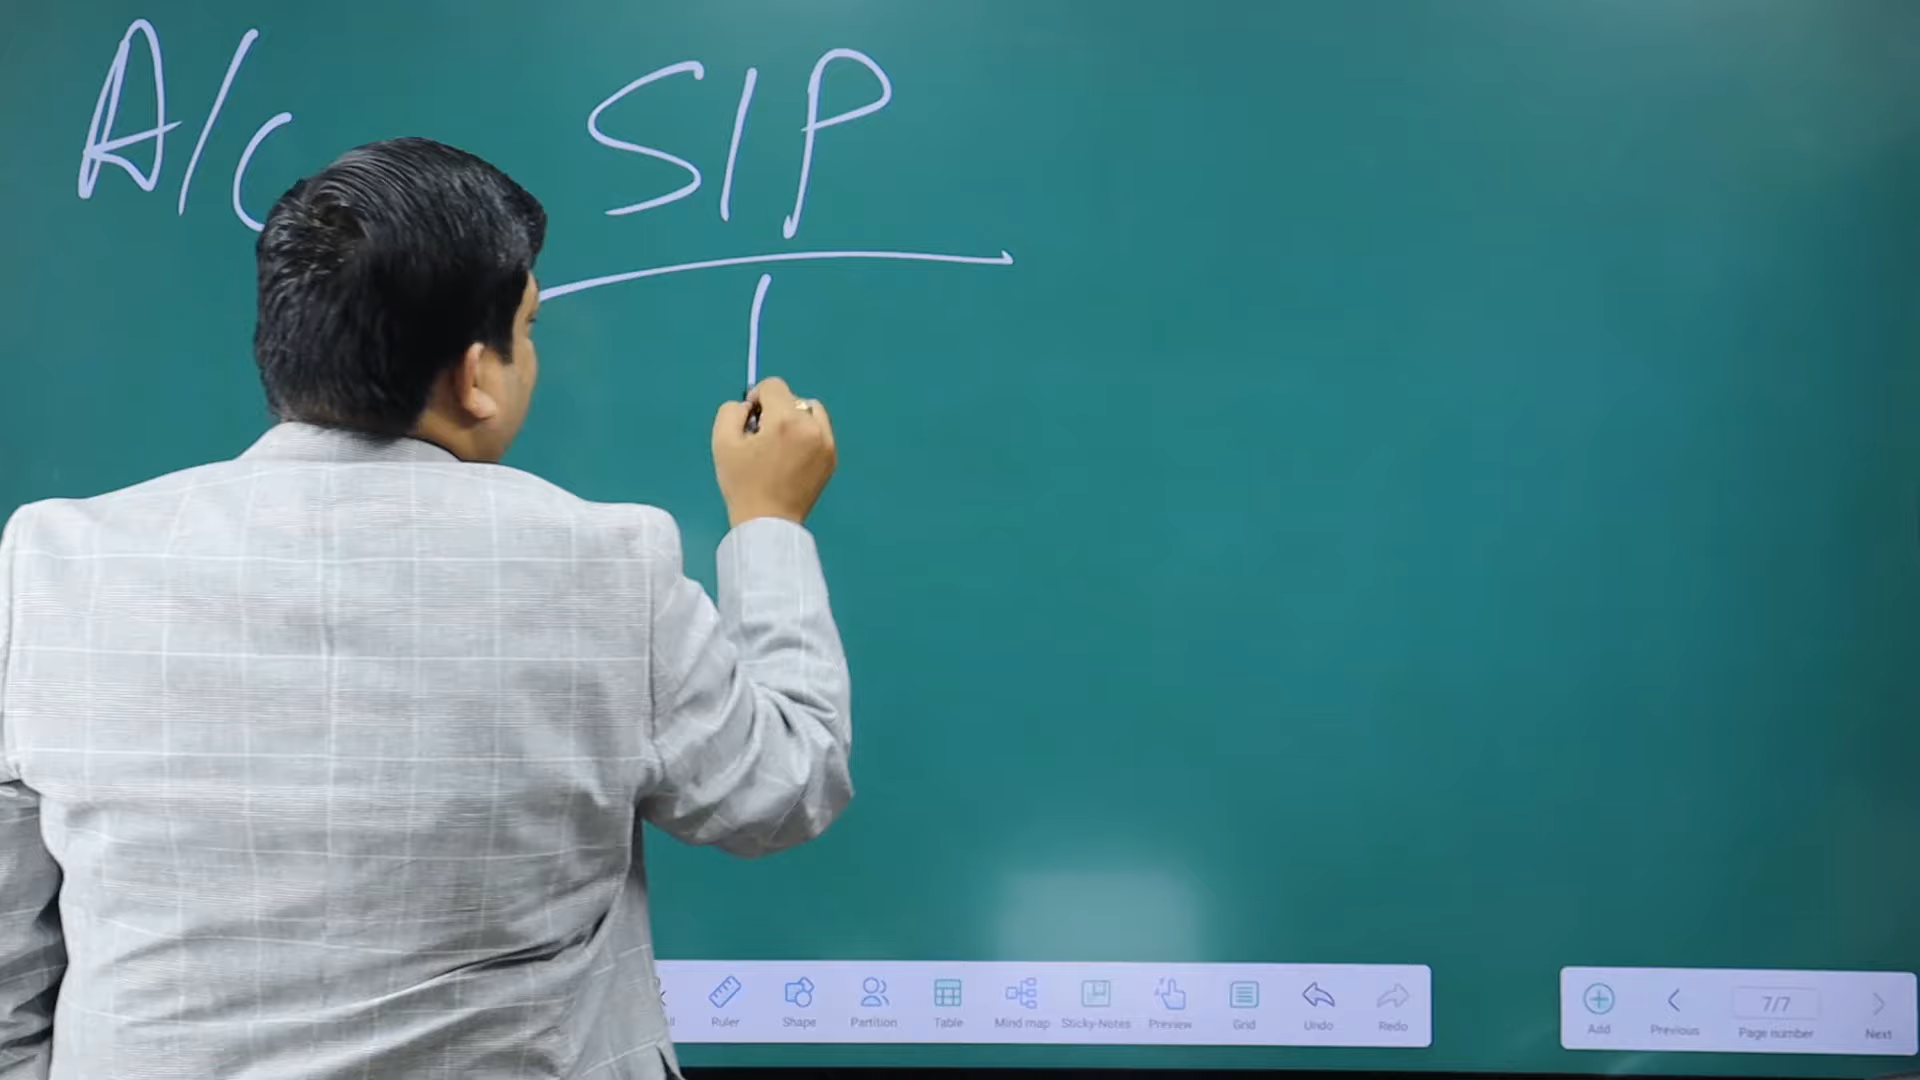 A/C SIP
Ruler Shape Partition Table Mind map Sticky-Notes Preview Grid Undo Redo
Add Previous 7/7 Page number Next